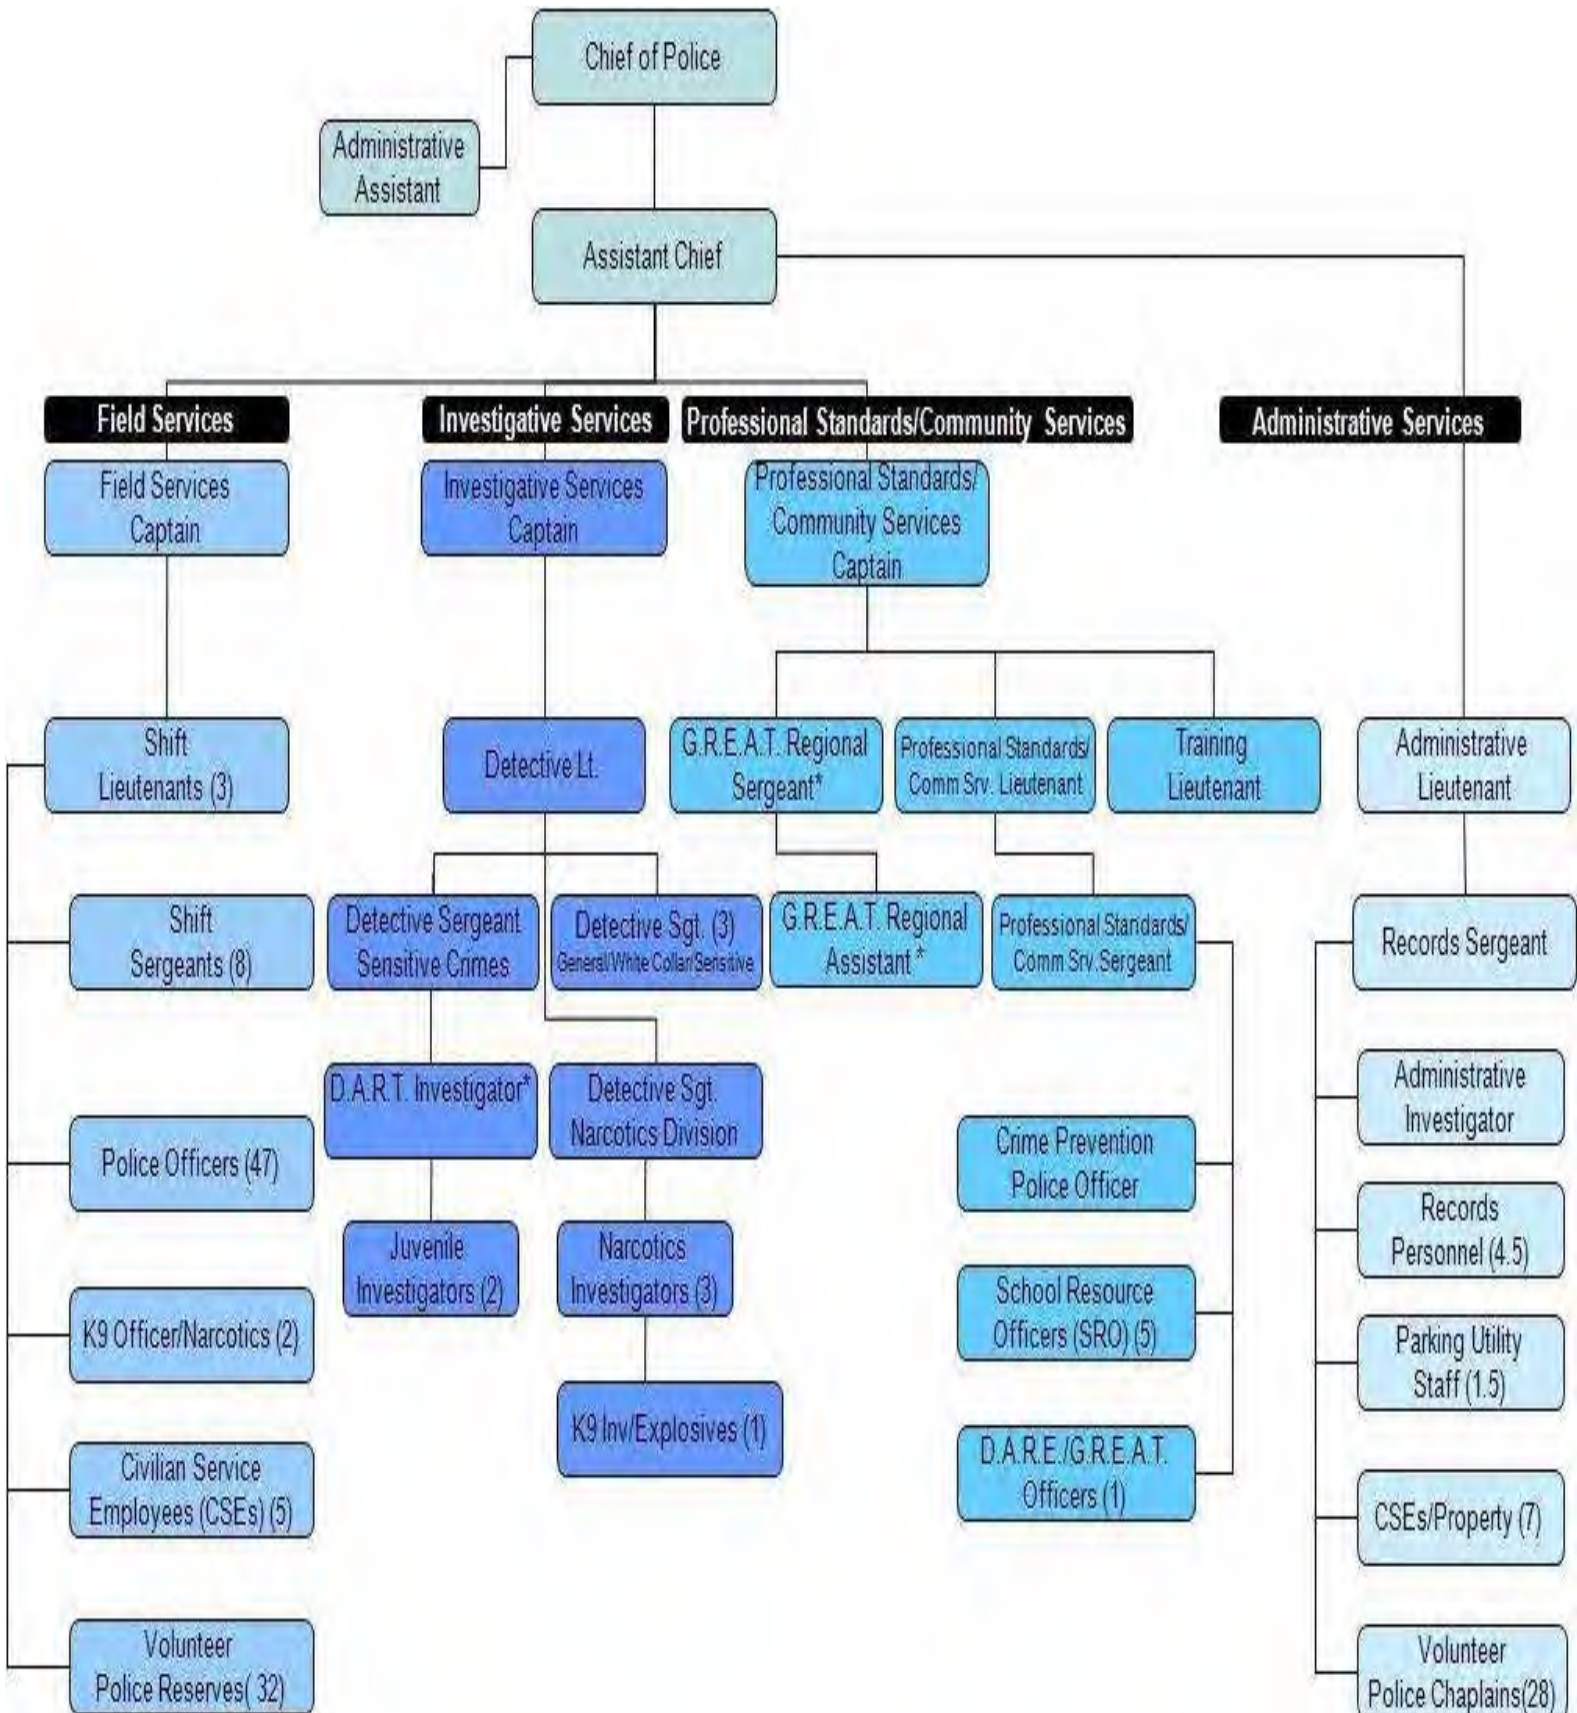 Chief of Police
Administrative
Assistant
Assistant Chief
Field Services
Investigative Services
Professional Standards/Community Services
Administrative Services
Field Services
Captain
Investigative Services
Captain
Professional Standards/
Community Services
Captain
Shift
Lieutenants (3)
Detective Lt.
G.R.E.A.T. Regional
Sergeant*
Professional Standards/
Comm Srv. Lieutenant
Training
Lieutenant
Administrative
Lieutenant
Shift
Sergeants (8)
Detective Sergeant
Sensitive Crimes
Detective Sgt. (3)
General/White Collar/Sensitive
G.R.E.A.T. Regional
Assistant *
Professional Standards/
Comm Srv.Sergeant
Records Sergeant
Police Officers (47)
D.A.R.T. Investigator*
Detective Sgt.
Narcotics Division
Crime Prevention
Police Officer
Administrative
Investigator
K9 Officer/Narcotics (2)
Juvenile
Investigators (2)
Narcotics
Investigators (3)
School Resource
Officers (SRO) (5)
Records
Personnel (4.5)
Parking Utility
Staff (1.5)
Civilian Service
Employees (CSEs) (5)
K9 Inv/Explosives (1)
D.A.R.E./G.R.E.A.T.
Officers (1)
CSEs/Property (7)
Volunteer
Police Reserves( 32)
Volunteer
Police Chaplains(28)